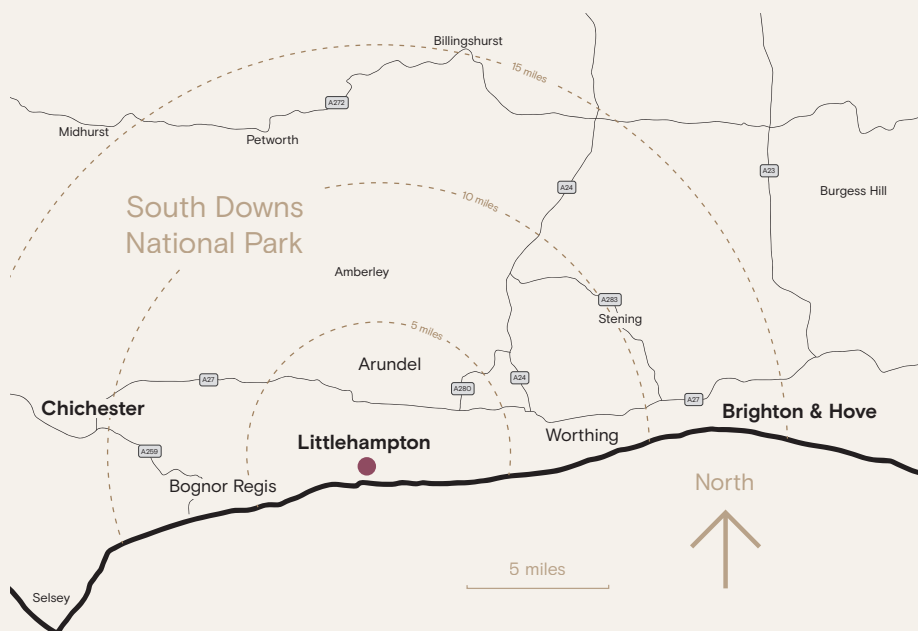 Billingshurst
15 miles
A272
Midhurst
Petworth
A23
A24
Burgess Hill
10 miles
South Downs
National Park
Amberley
A283
Stening
5 miles
Arundel
A27
A24
A280
A27
Chichester
Brighton & Hove
Littlehampton
Worthing
A259
Bognor Regis
North
5 miles
Selsey